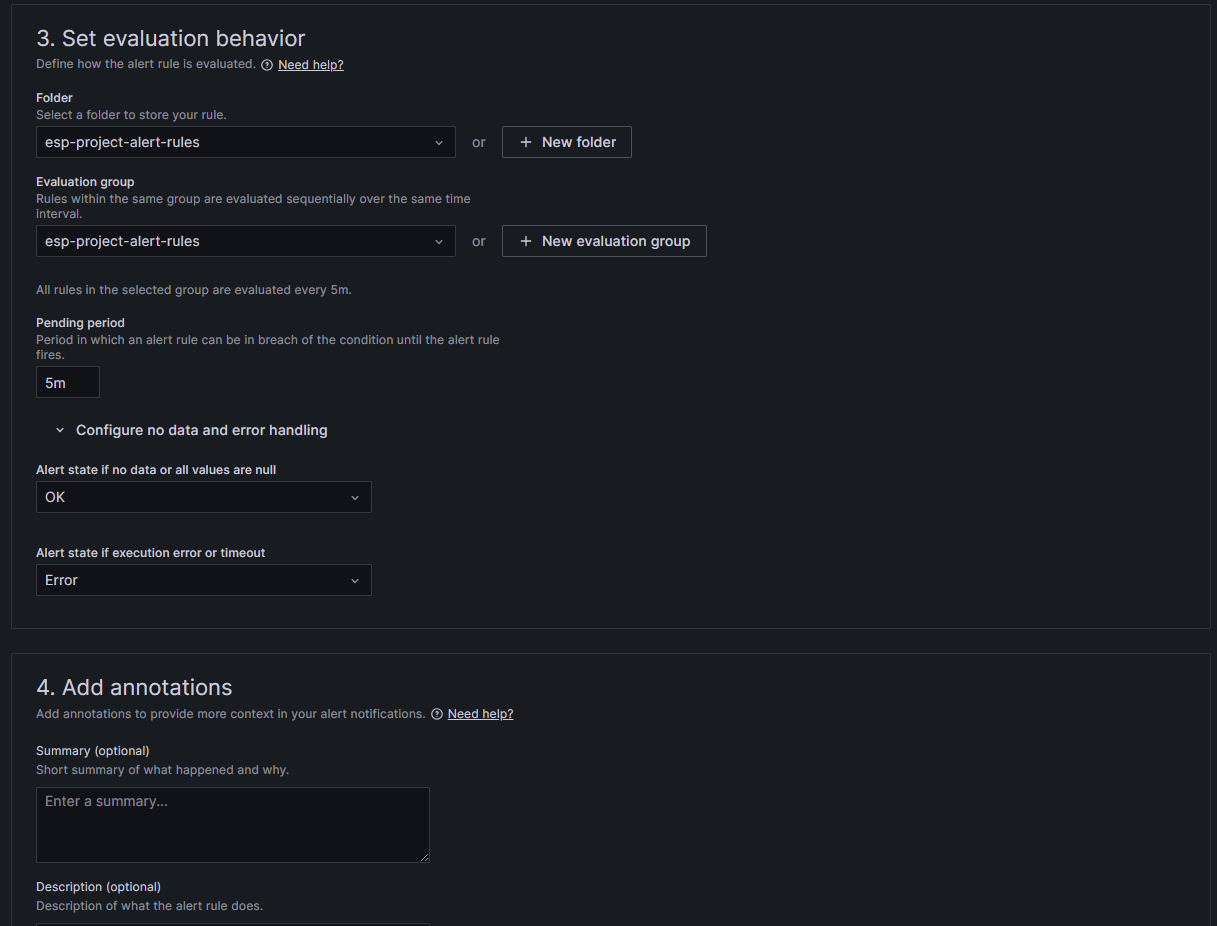 3. Set evaluation behavior
Define how the alert rule is evaluated. Need help?
Folder
Select a folder to store your rule.
esp-project-alert-rules or + New folder
Evaluation group
Rules within the same group are evaluated sequentially over the same time
interval.
esp-project-alert-rules or + New evaluation group
All rules in the selected group are evaluated every 5m.
Pending period
Period in which an alert rule can be in breach of the condition until the alert rule
fires.
5m
Configure no data and error handling
Alert state if no data or all values are null
OK
Alert state if execution error or timeout
Error
4. Add annotations
Add annotations to provide more context in your alert notifications. Need help?
Summary (optional)
Short summary of what happened and why.
Enter a summary...
Description (optional)
Description of what the alert rule does.